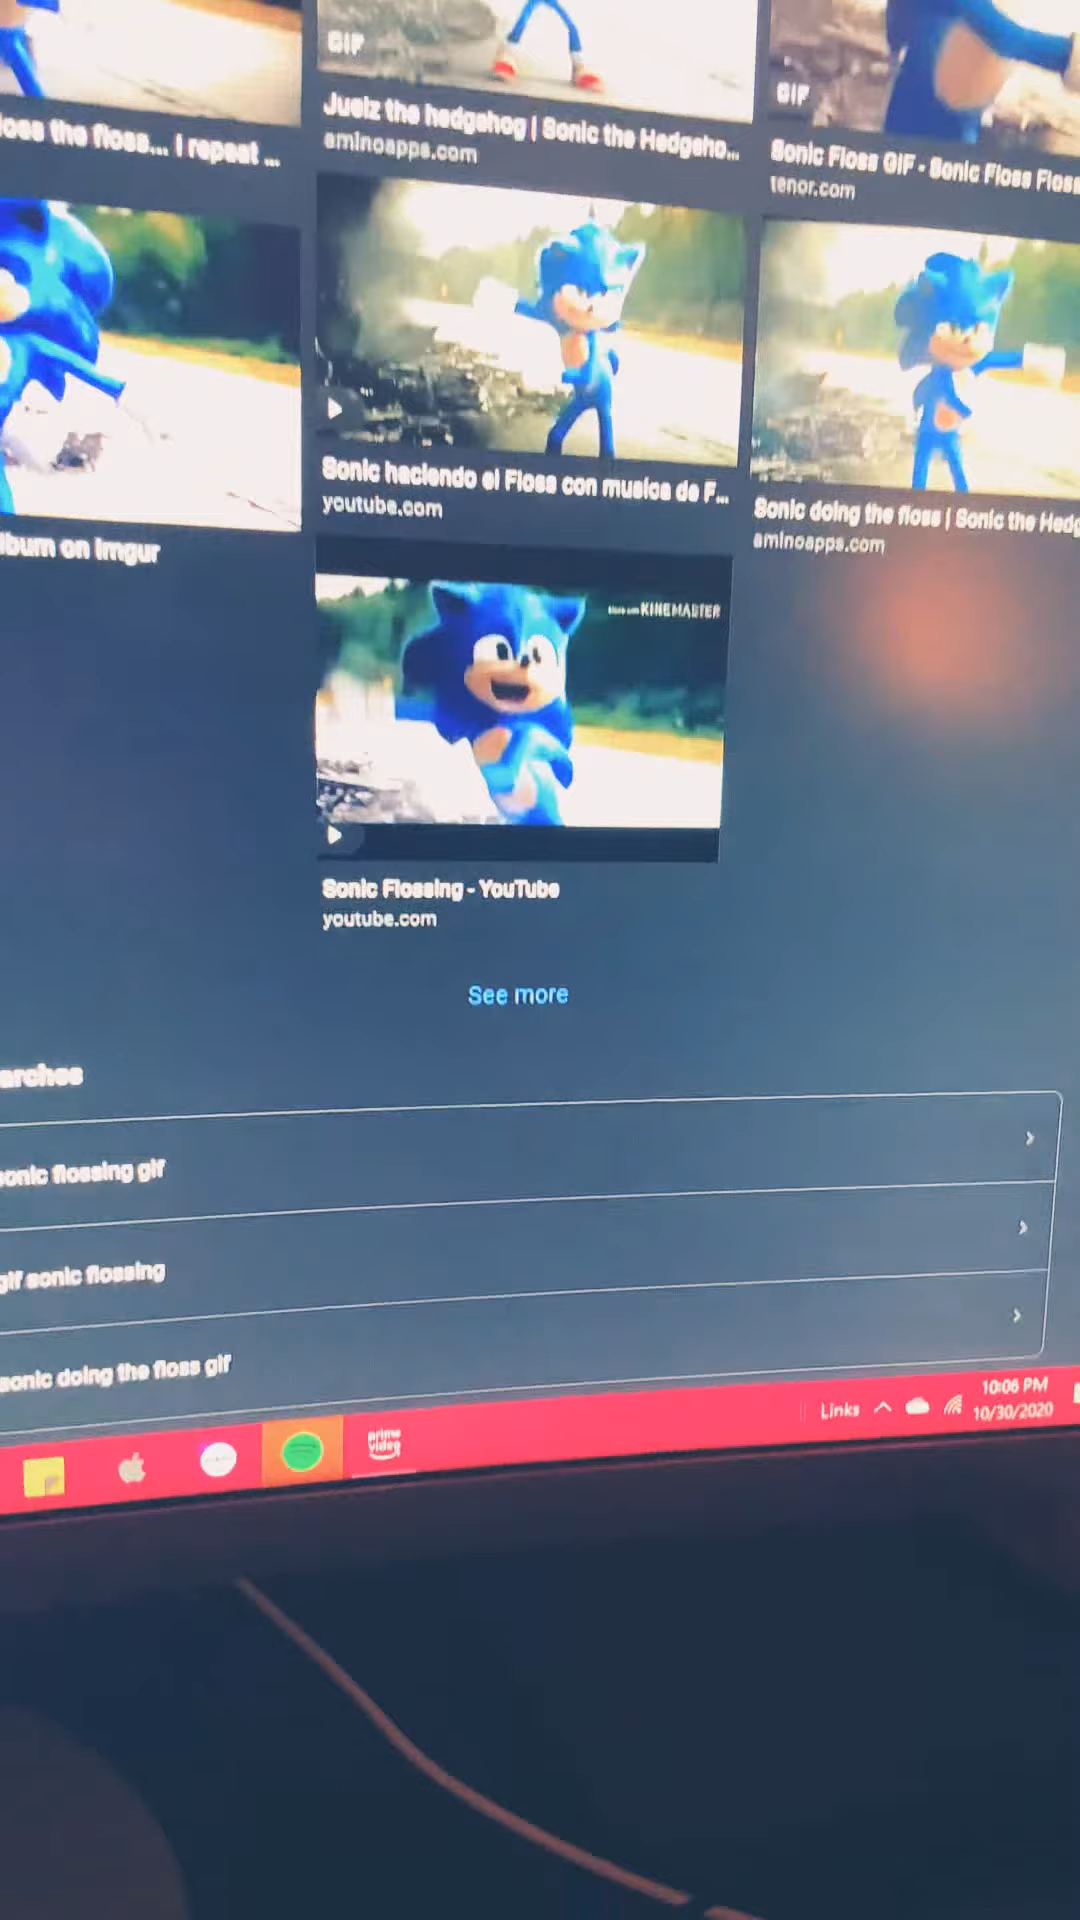 GIF
GIF
loss the floss... I repeat ...
Juelz the hedgehog | Sonic the Hedgeho...
aminoapps.com
Sonic Floss GIF - Sonic Floss Floss
tenor.com
Sonic haciendo el Floss con musica de F...
youtube.com
Sonic doing the floss | Sonic the Hedg
aminoapps.com
lbum on Imgur
KINEMASTER
Sonic Flossing - YouTube
youtube.com
See more
arches
sonic flossing gif
gif sonic flossing
sonic doing the floss gif
Links
10:06 PM
10/30/2020
prime
video